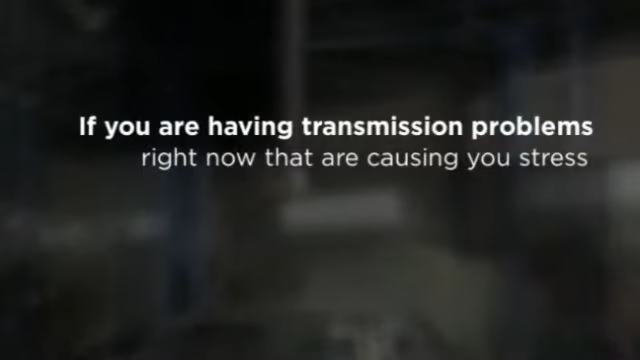 If you are having transmission problems
right now that are causing you stress